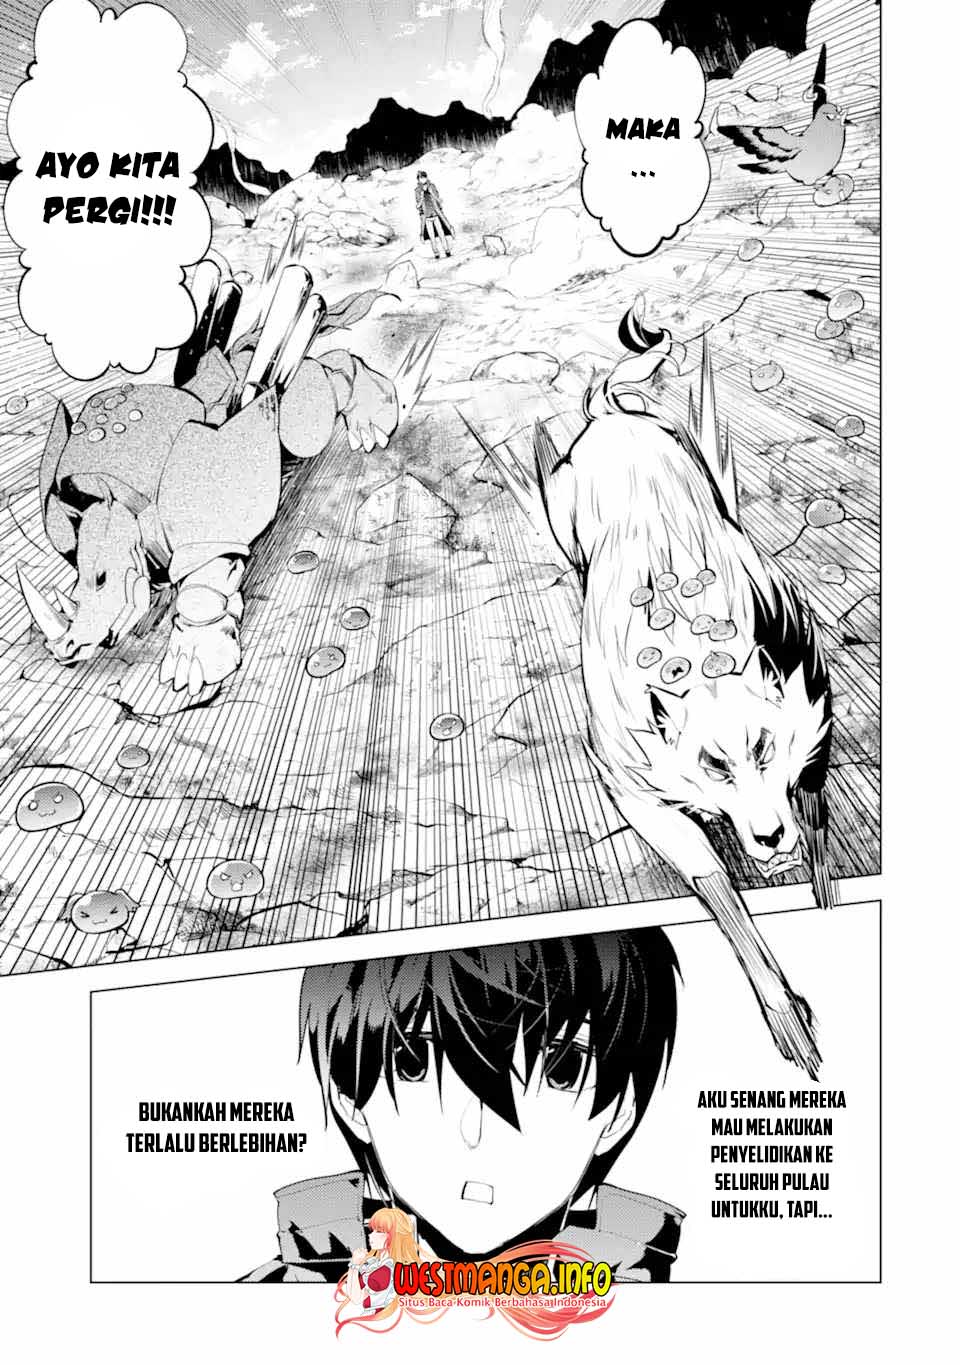 MAKA
...
AYO KITA
PERGI!!!
AKU SENANG MEREKA
MAU MELAKUKAN
PENYELIDIKAN KE
SELURUH PULAU
UNTUKKU, TAPI...
BUKANKAH MEREKA
TERLALU BERLEBIHAN?
WESTMANGA.INFO
Situs Baca Komik Berbahasa Indonesia